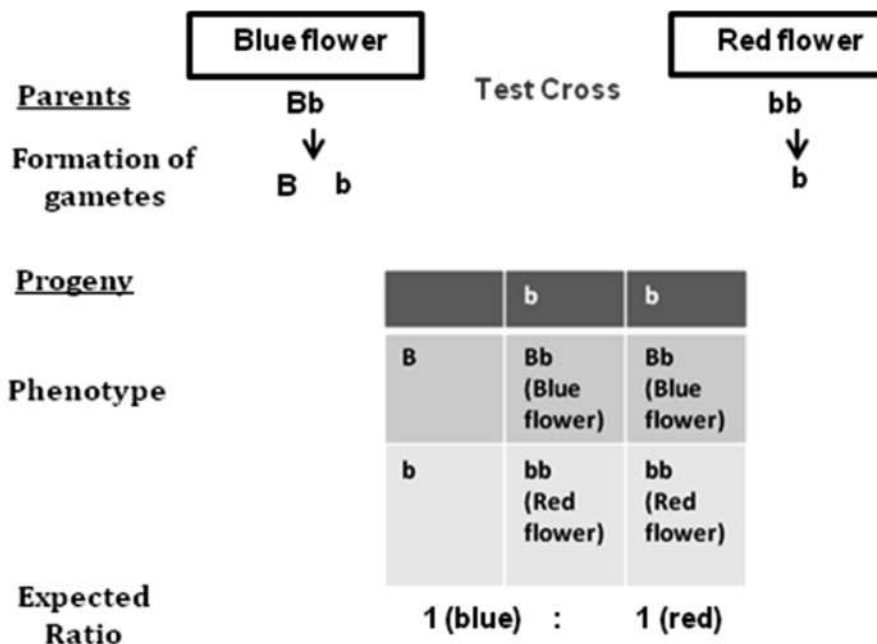 Blue flower
Red flower
Parents
Bb
Test Cross
bb
Formation of
gametes
B b
b
Progeny
b b
Phenotype
B Bb Bb
(Blue (Blue
flower) flower)
b bb bb
(Red (Red
flower) flower)
Expected
Ratio
1 (blue) : 1 (red)